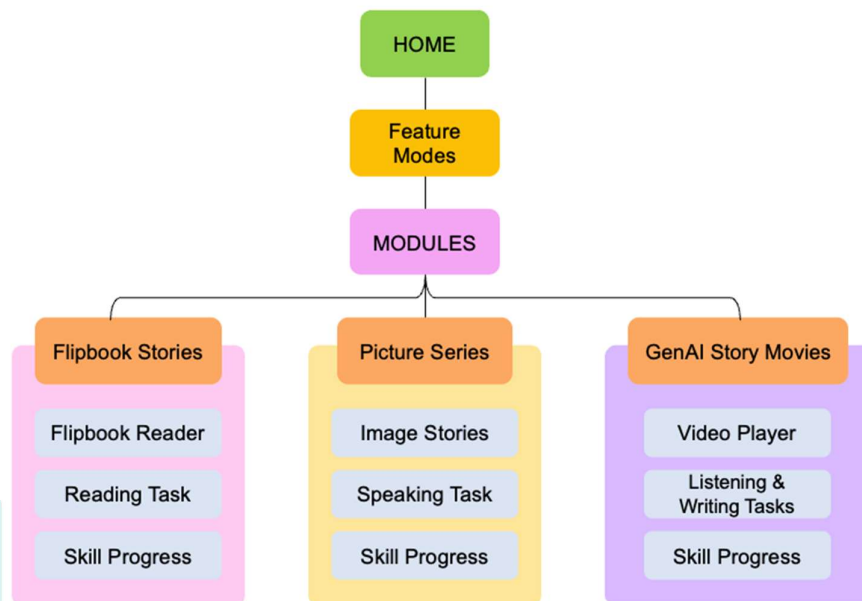 HOME
Feature
Modes
MODULES
Flipbook Stories
Flipbook Reader
Reading Task
Skill Progress
Picture Series
Image Stories
Speaking Task
Skill Progress
GenAI Story Movies
Video Player
Listening &
Writing Tasks
Skill Progress